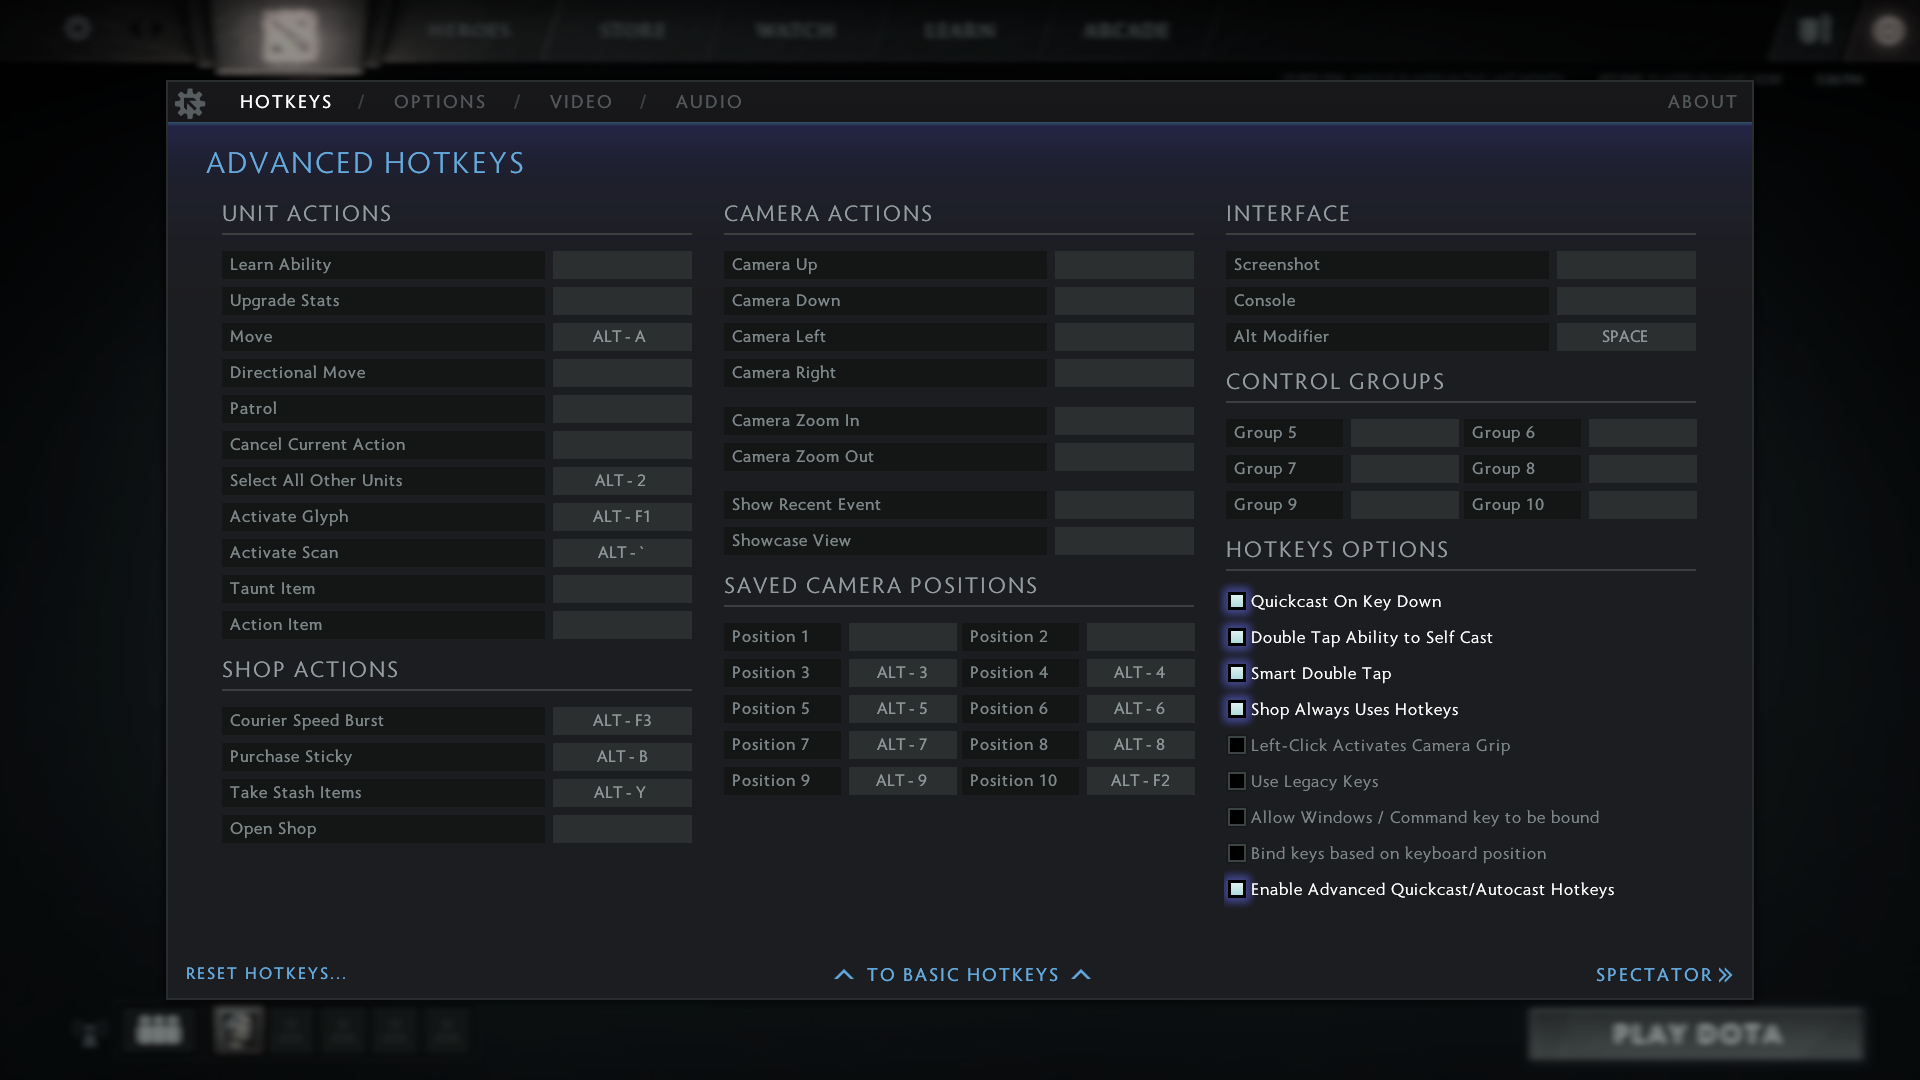 HEROES
STORE
WATCH
LEARN
ARCADE
HOTKEYS / OPTIONS / VIDEO / AUDIO
ABOUT
ADVANCED HOTKEYS
UNIT ACTIONS
Learn Ability
Upgrade Stats
Move ALT - A
Directional Move
Patrol
Cancel Current Action
Select All Other Units ALT - 2
Activate Glyph ALT - F1
Activate Scan ALT - `
Taunt Item
Action Item
SHOP ACTIONS
Courier Speed Burst ALT - F3
Purchase Sticky ALT - B
Take Stash Items ALT - Y
Open Shop
CAMERA ACTIONS
Camera Up
Camera Down
Camera Left
Camera Right
Camera Zoom In
Camera Zoom Out
Show Recent Event
Showcase View
SAVED CAMERA POSITIONS
Position 1 Position 2
Position 3 ALT - 3 Position 4 ALT - 4
Position 5 ALT - 5 Position 6 ALT - 6
Position 7 ALT - 7 Position 8 ALT - 8
Position 9 ALT - 9 Position 10 ALT - F2
INTERFACE
Screenshot
Console
Alt Modifier SPACE
CONTROL GROUPS
Group 5 Group 6
Group 7 Group 8
Group 9 Group 10
HOTKEYS OPTIONS
Quickcast On Key Down
Double Tap Ability to Self Cast
Smart Double Tap
Shop Always Uses Hotkeys
Left-Click Activates Camera Grip
Use Legacy Keys
Allow Windows / Command key to be bound
Bind keys based on keyboard position
Enable Advanced Quickcast/Autocast Hotkeys
RESET HOTKEYS...
TO BASIC HOTKEYS
SPECTATOR
PLAY DOTA